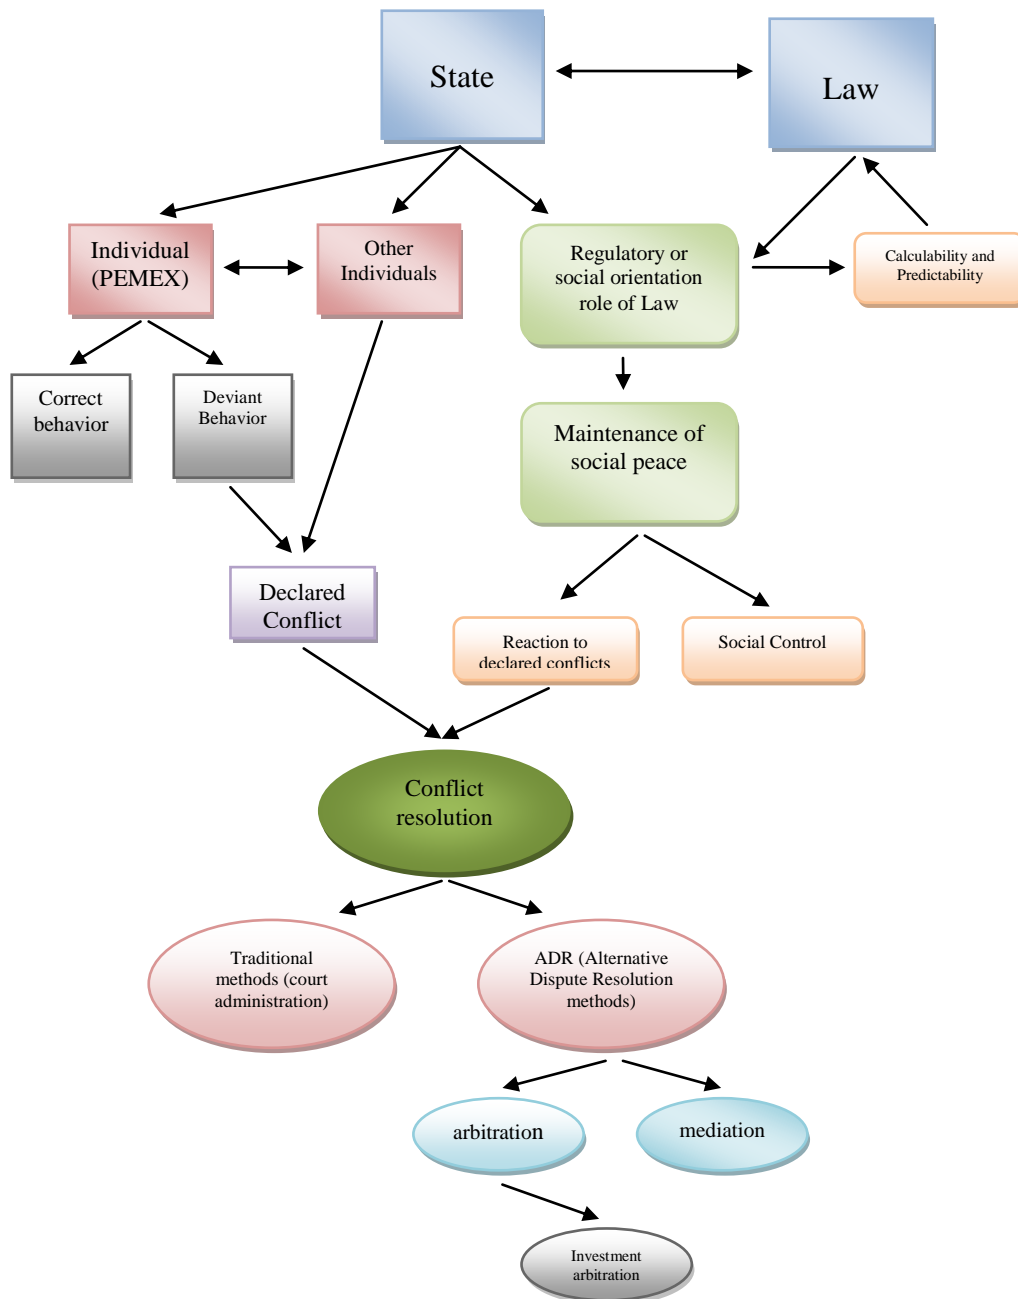 State
Law
Individual
(PEMEX)
Other
Individuals
Regulatory or
social orientation
role of Law
Calculability and
Predictability
Correct
behavior
Deviant
Behavior
Maintenance of
social peace
Declared
Conflict
Reaction to
declared conflicts
Social Control
Conflict
resolution
Traditional
methods (court
administration)
ADR (Alternative
Dispute Resolution
methods)
arbitration
mediation
Investment
arbitration